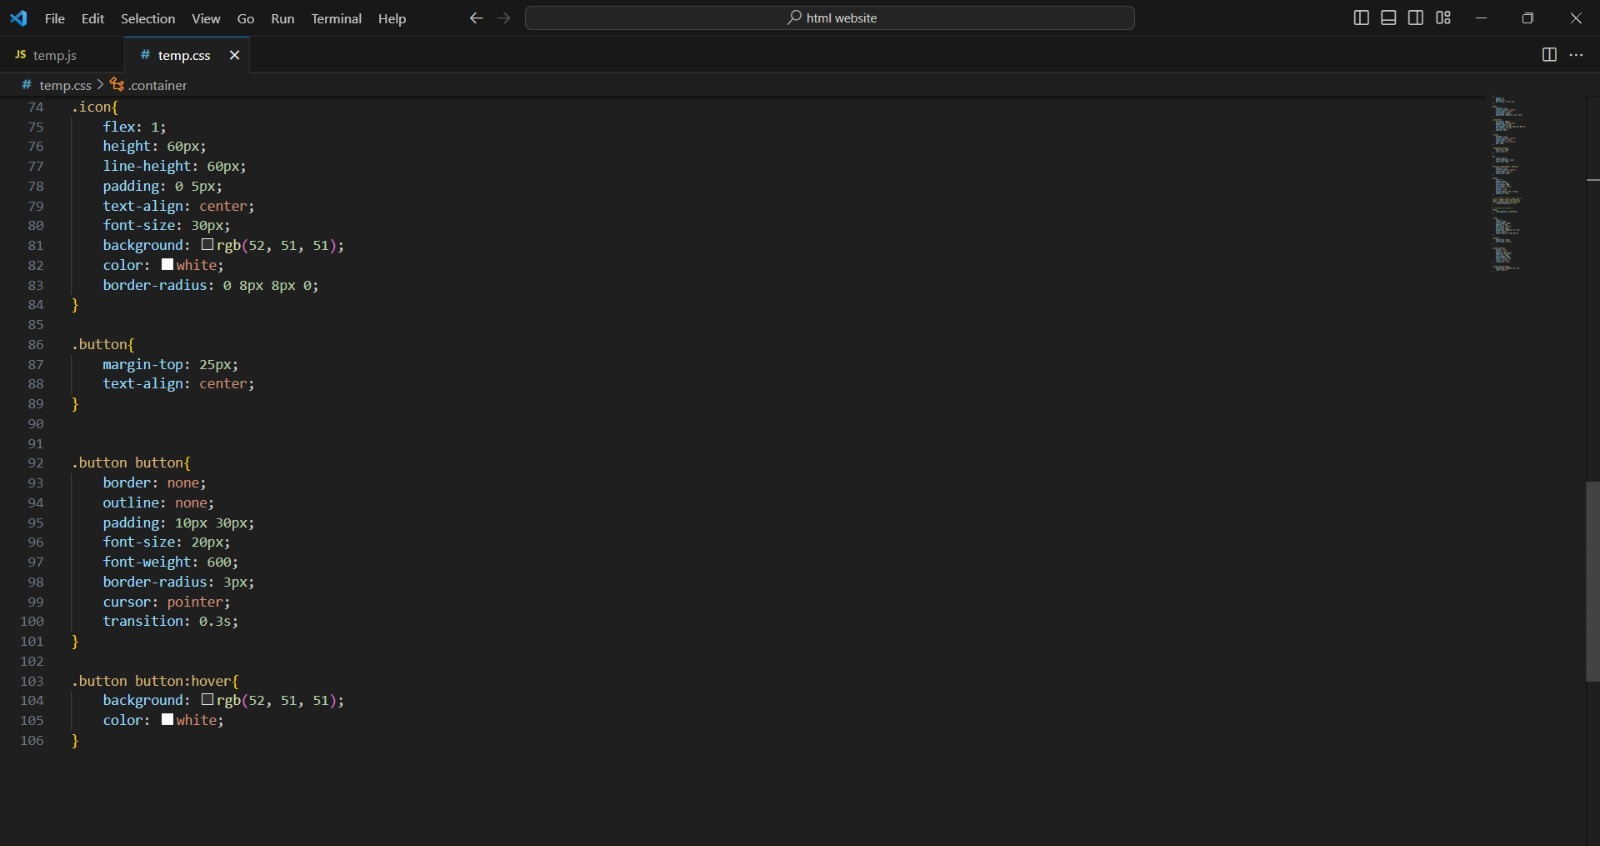 File Edit Selection View Go Run Terminal Help html website
JS temp.js # temp.css
# temp.css > .container
74 .icon{
75 flex: 1;
76 height: 60px;
77 line-height: 60px;
78 padding: 0 5px;
79 text-align: center;
80 font-size: 30px;
81 background: rgb(52, 51, 51);
82 color: white;
83 border-radius: 0 8px 8px 0;
84 }
85
86 .button{
87 margin-top: 25px;
88 text-align: center;
89 }
90
91
92 .button button{
93 border: none;
94 outline: none;
95 padding: 10px 30px;
96 font-size: 20px;
97 font-weight: 600;
98 border-radius: 3px;
99 cursor: pointer;
100 transition: 0.3s;
101 }
102
103 .button button:hover{
104 background: rgb(52, 51, 51);
105 color: white;
106 }